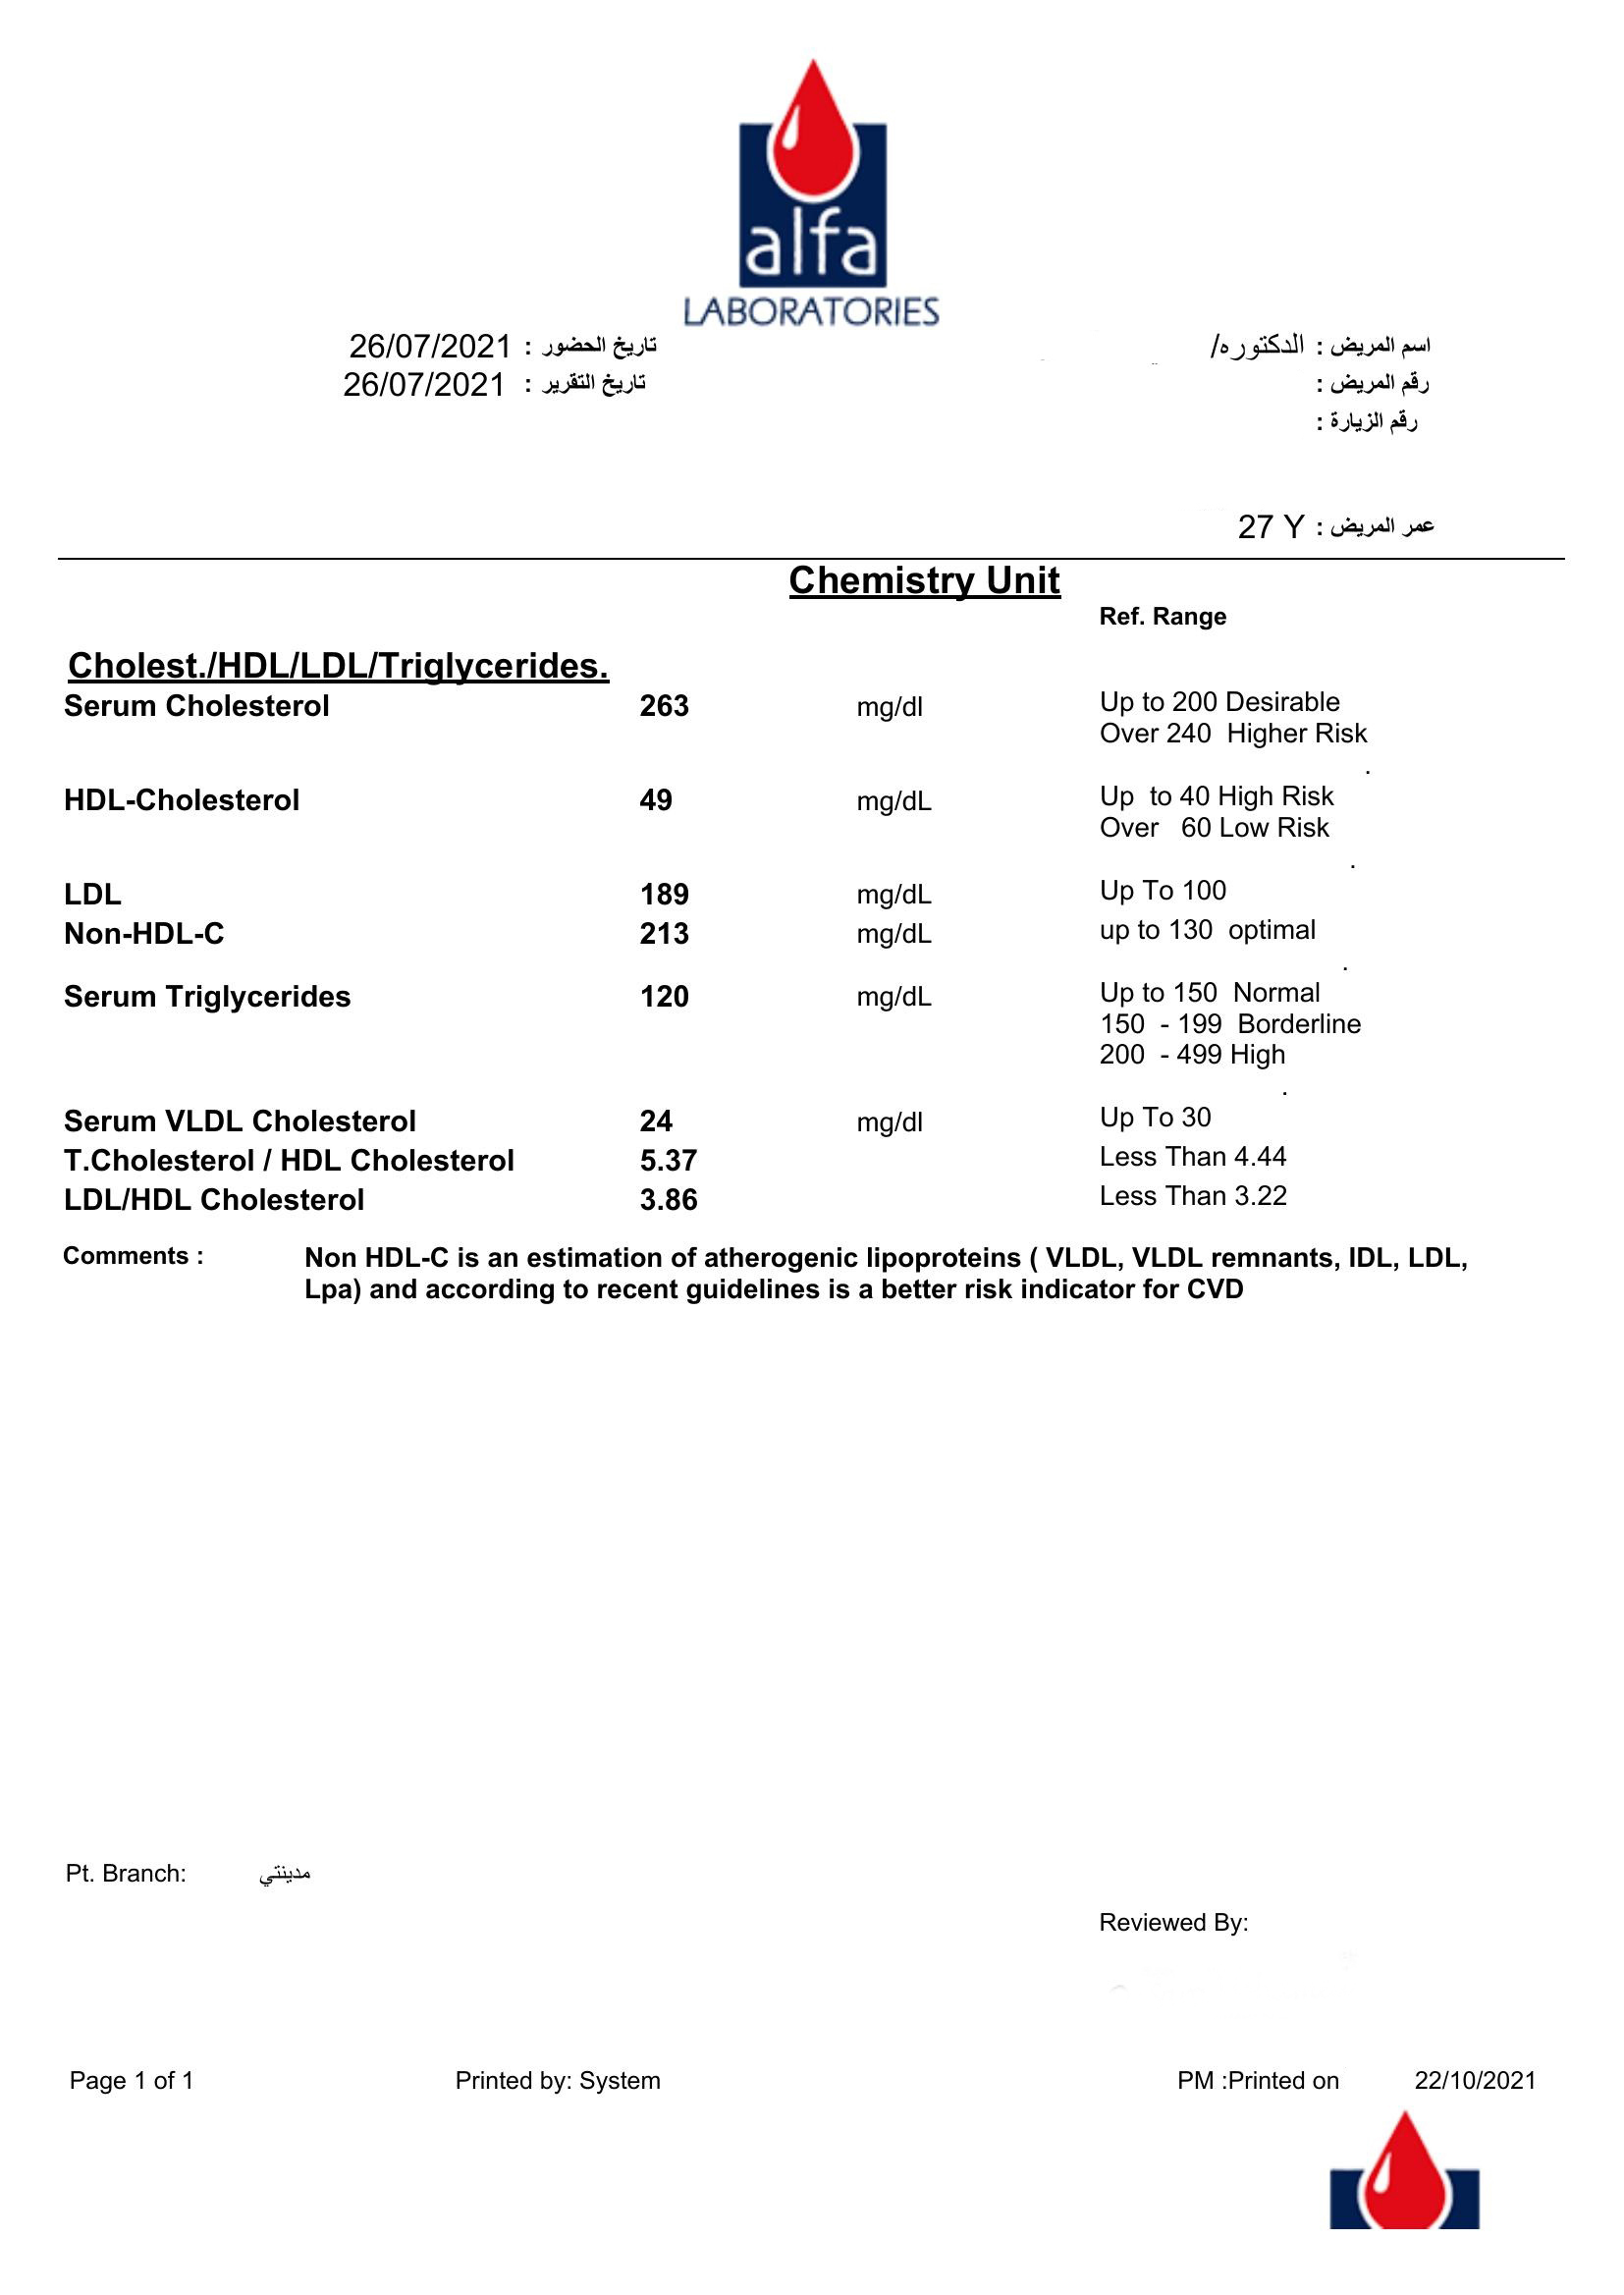 alfa
LABORATORIES
اسم المريض : الدكتوره/
تاريخ الحضور : 26/07/2021
رقم المريض :
تاريخ التقرير : 26/07/2021
رقم الزيارة :
عمر المريض : 27 Y
Chemistry Unit
Ref. Range
Cholest./HDL/LDL/Triglycerides.
Serum Cholesterol 263 mg/dl Up to 200 Desirable
Over 240 Higher Risk
.
HDL-Cholesterol 49 mg/dL Up to 40 High Risk
Over 60 Low Risk
.
LDL 189 mg/dL Up To 100
Non-HDL-C 213 mg/dL up to 130 optimal
.
Serum Triglycerides 120 mg/dL Up to 150 Normal
150 - 199 Borderline
200 - 499 High
.
Serum VLDL Cholesterol 24 mg/dl Up To 30
T.Cholesterol / HDL Cholesterol 5.37 Less Than 4.44
LDL/HDL Cholesterol 3.86 Less Than 3.22
Comments : Non HDL-C is an estimation of atherogenic lipoproteins ( VLDL, VLDL remnants, IDL, LDL,
Lpa) and according to recent guidelines is a better risk indicator for CVD
Pt. Branch: مدينتي
Reviewed By:
Page 1 of 1 Printed by: System PM :Printed on 22/10/2021